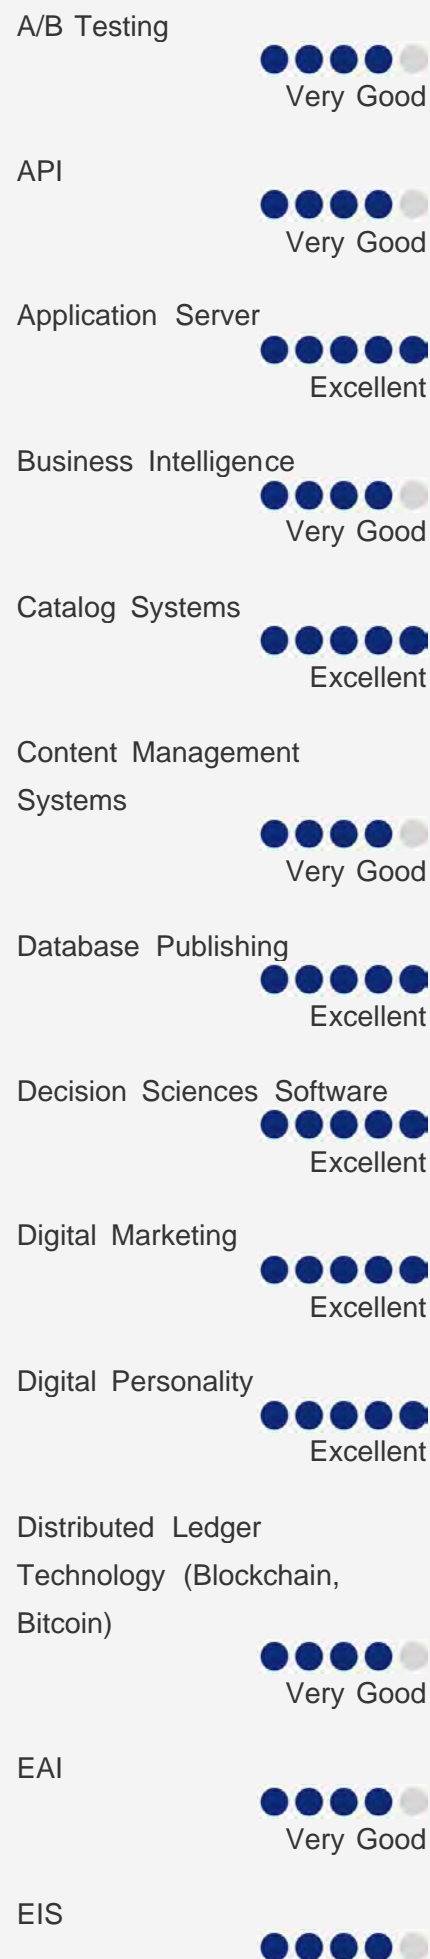 A/B Testing
Very Good
API
Very Good
Application Server
Excellent
Business Intelligence
Very Good
Catalog Systems
Excellent
Content Management
Systems
Very Good
Database Publishing
Excellent
Decision Sciences Software
Excellent
Digital Marketing
Excellent
Digital Personality
Excellent
Distributed Ledger
Technology (Blockchain,
Bitcoin)
Very Good
EAI
Very Good
EIS